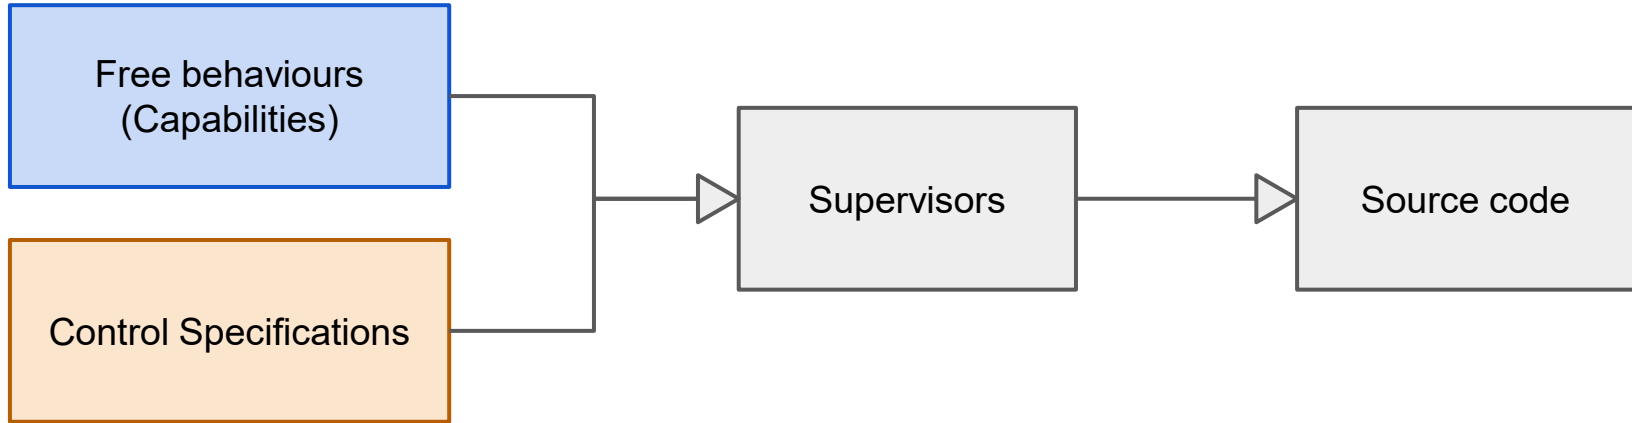 Free behaviours
(Capabilities)
Control Specifications
Supervisors
Source code